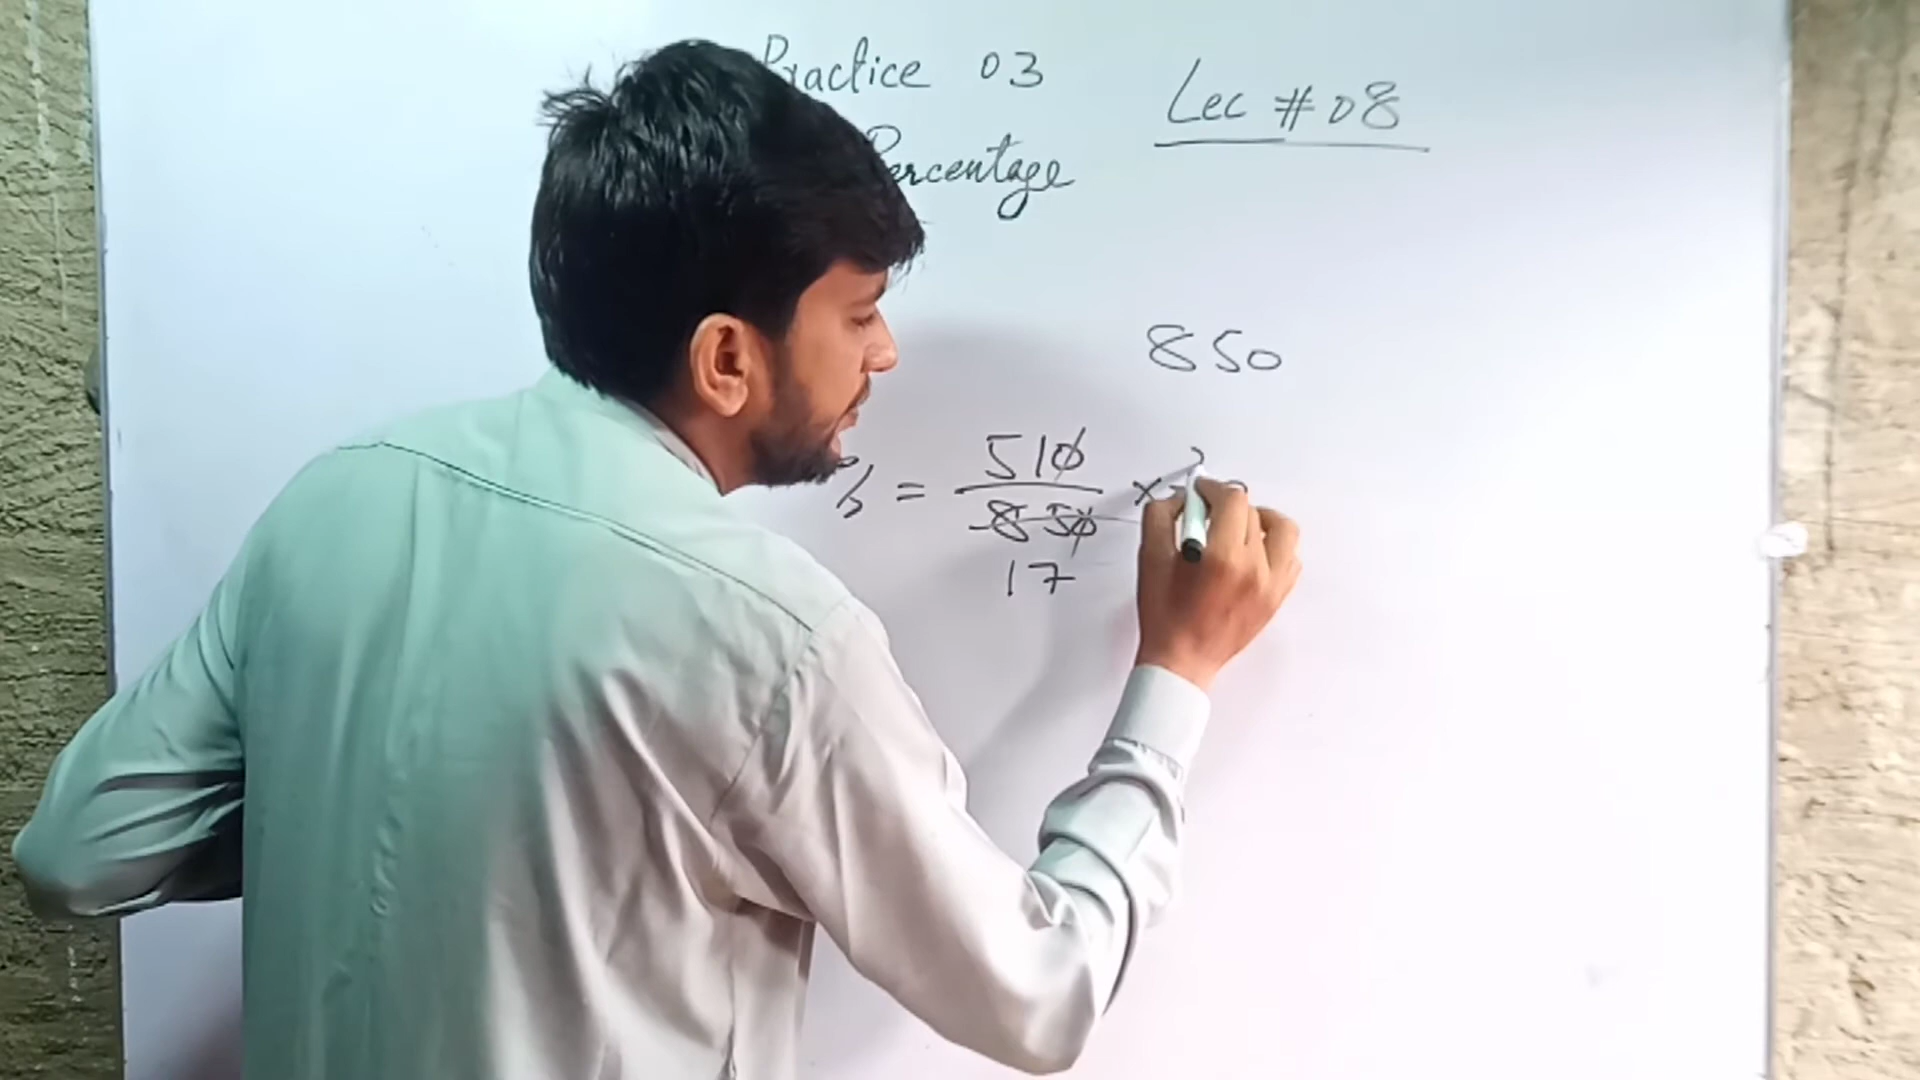 Practice 03
Lec # 08
Percentage
850
% = 510 ×
850
17